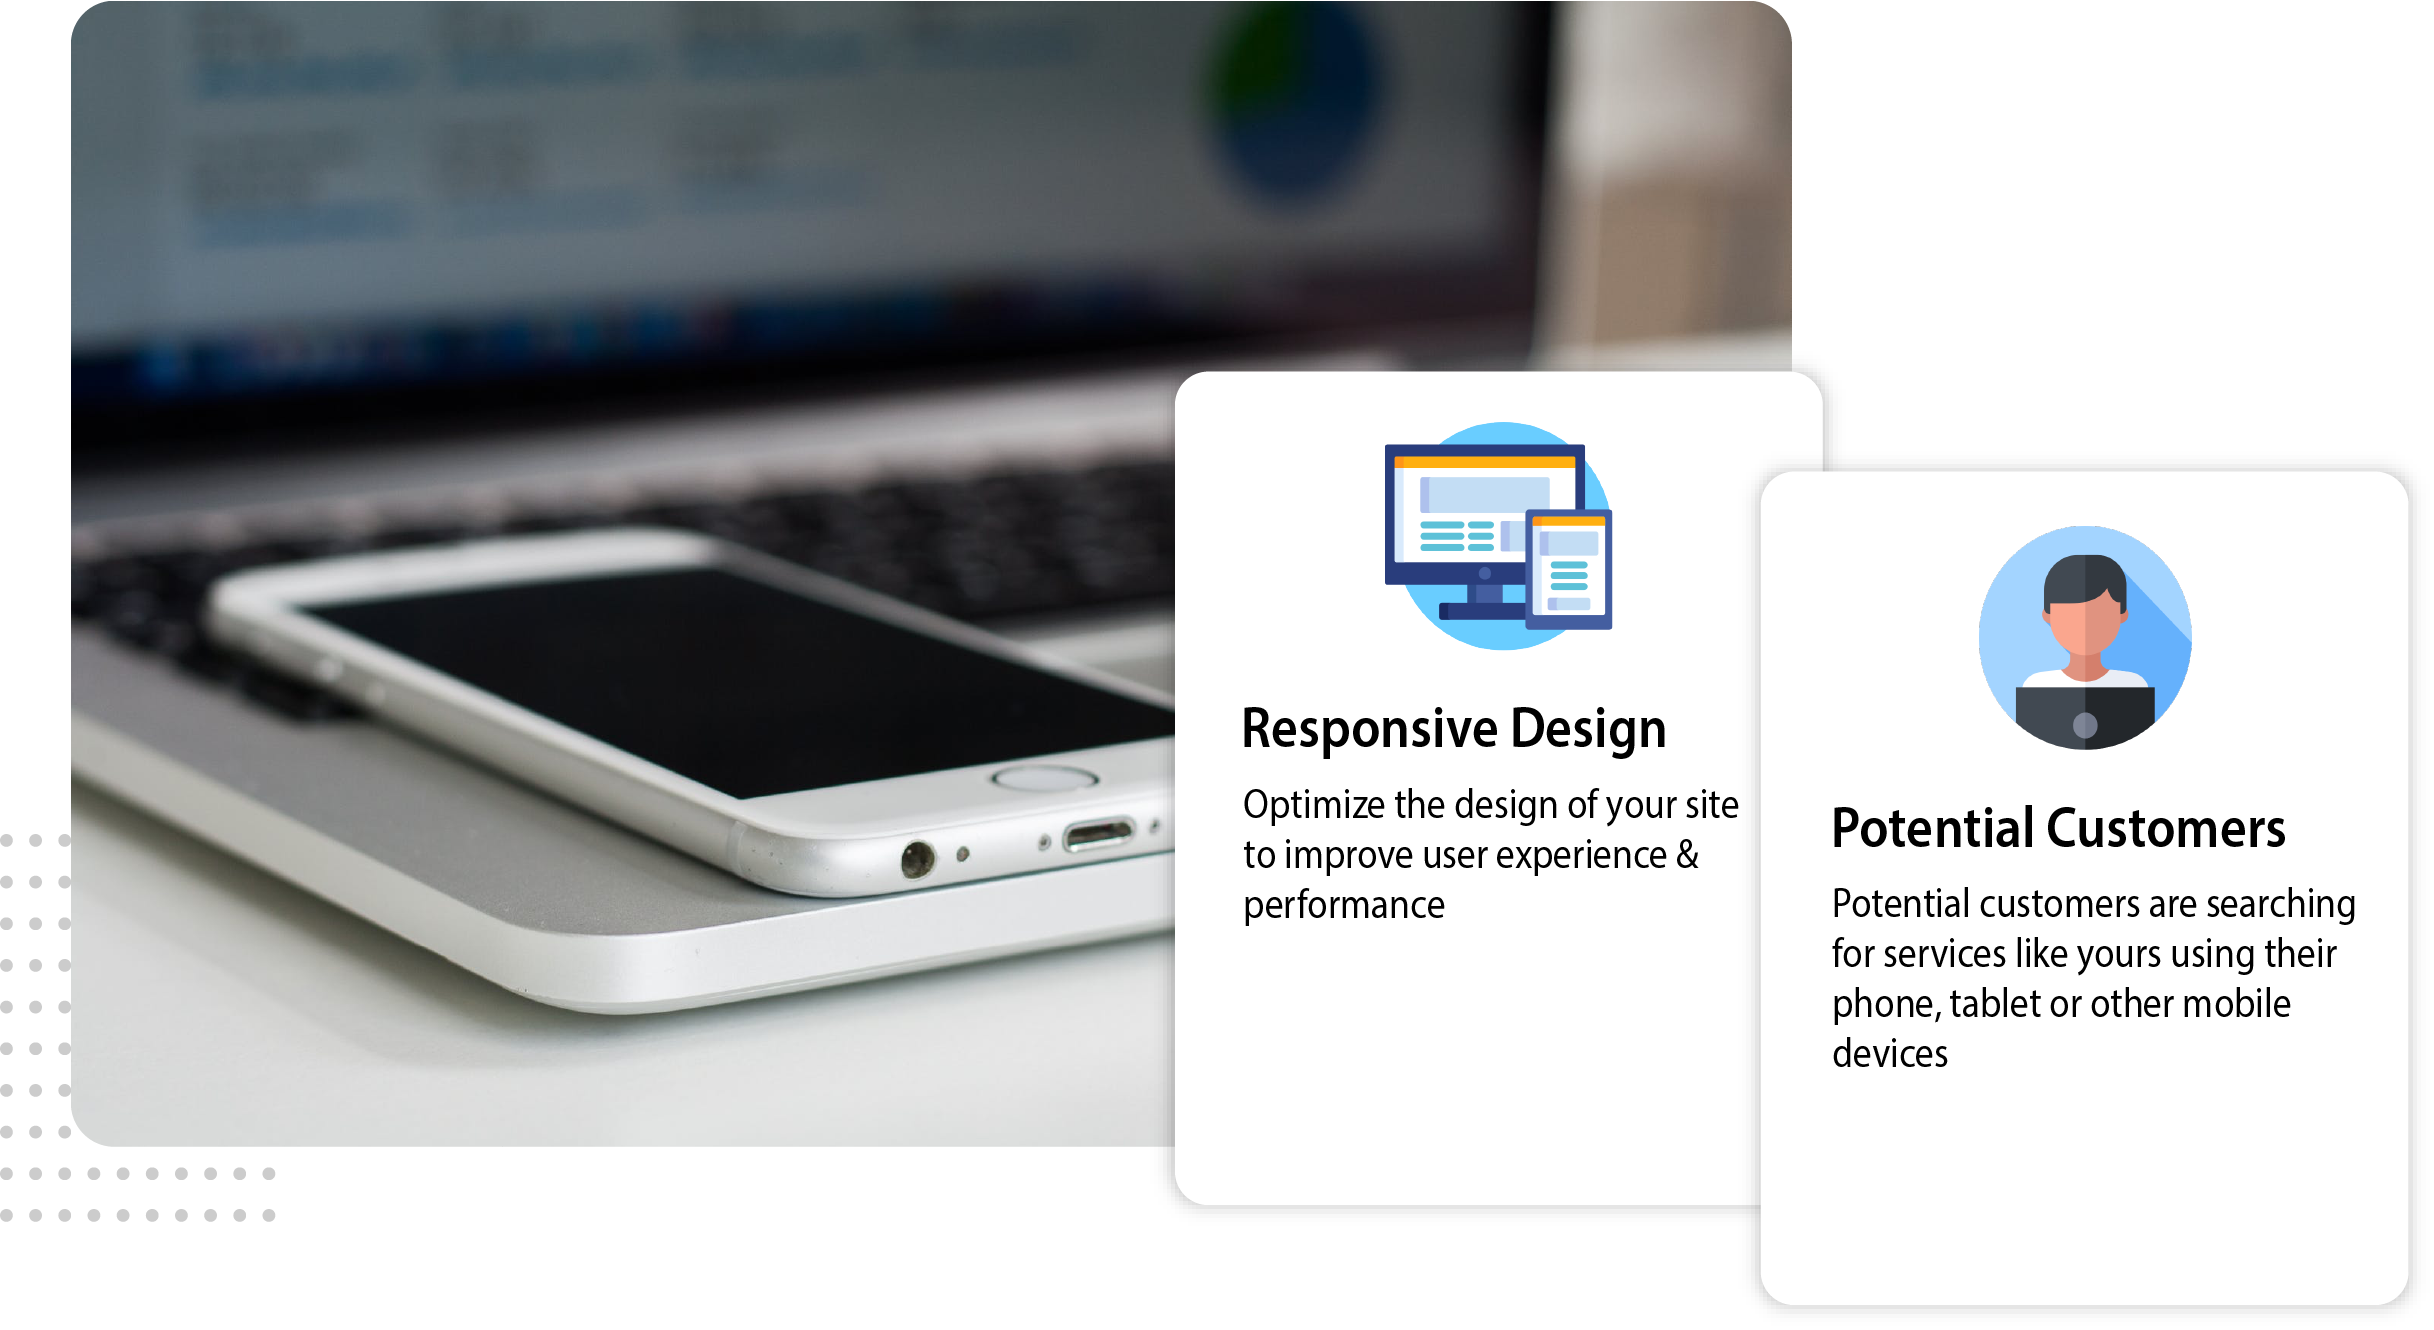 Responsive Design
Optimize the design of your site
to improve user experience &
performance
Potential Customers
Potential customers are searching
for services like yours using their
phone, tablet or other mobile
devices